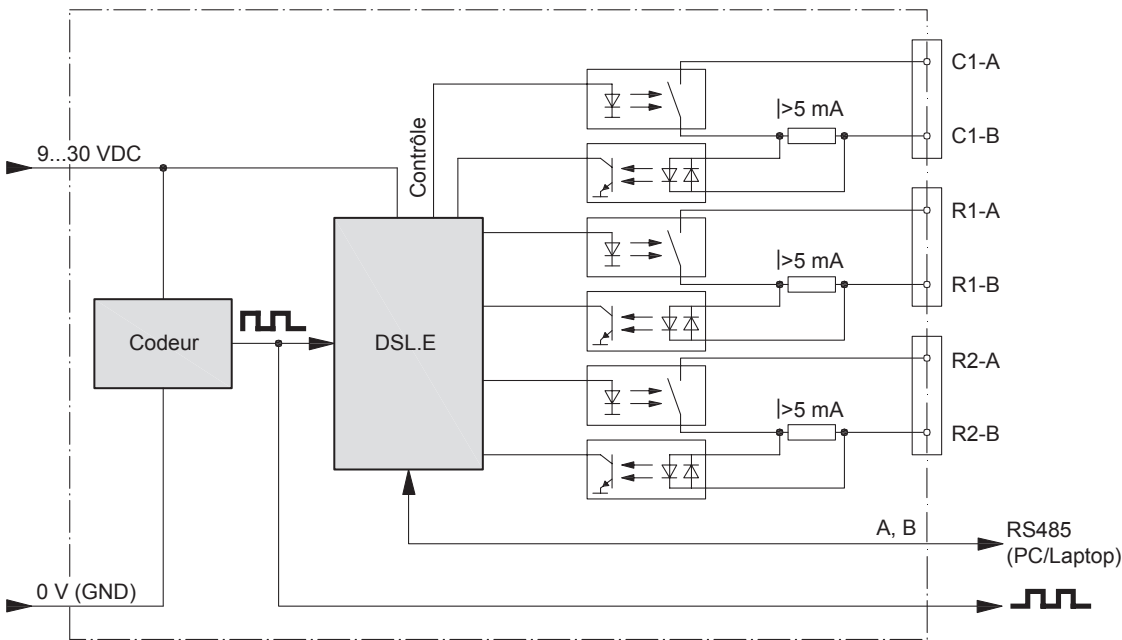 C1-A
|>5 mA
C1-B
9...30 VDC
Contrôle
R1-A
|>5 mA
R1-B
Codeur
DSL.E
R2-A
|>5 mA
R2-B
A, B
RS485
(PC/Laptop)
0 V (GND)